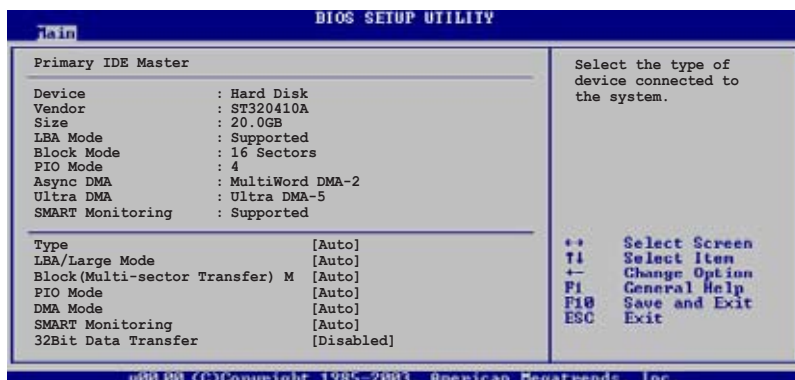 BIOS SETUP UTILITY
Main
Primary IDE Master
Device : Hard Disk
Vendor : ST320410A
Size : 20.0GB
LBA Mode : Supported
Block Mode : 16 Sectors
PIO Mode : 4
Async DMA : MultiWord DMA-2
Ultra DMA : Ultra DMA-5
SMART Monitoring : Supported
Type [Auto]
LBA/Large Mode [Auto]
Block(Multi-sector Transfer) M [Auto]
PIO Mode [Auto]
DMA Mode [Auto]
SMART Monitoring [Auto]
32Bit Data Transfer [Disabled]
Select the type of
device connected to
the system.
↔ Select Screen
↑↓ Select Item
+- Change Option
F1 General Help
F10 Save and Exit
ESC Exit
(C)Copyright 1985-2003, American Megatrends, Inc